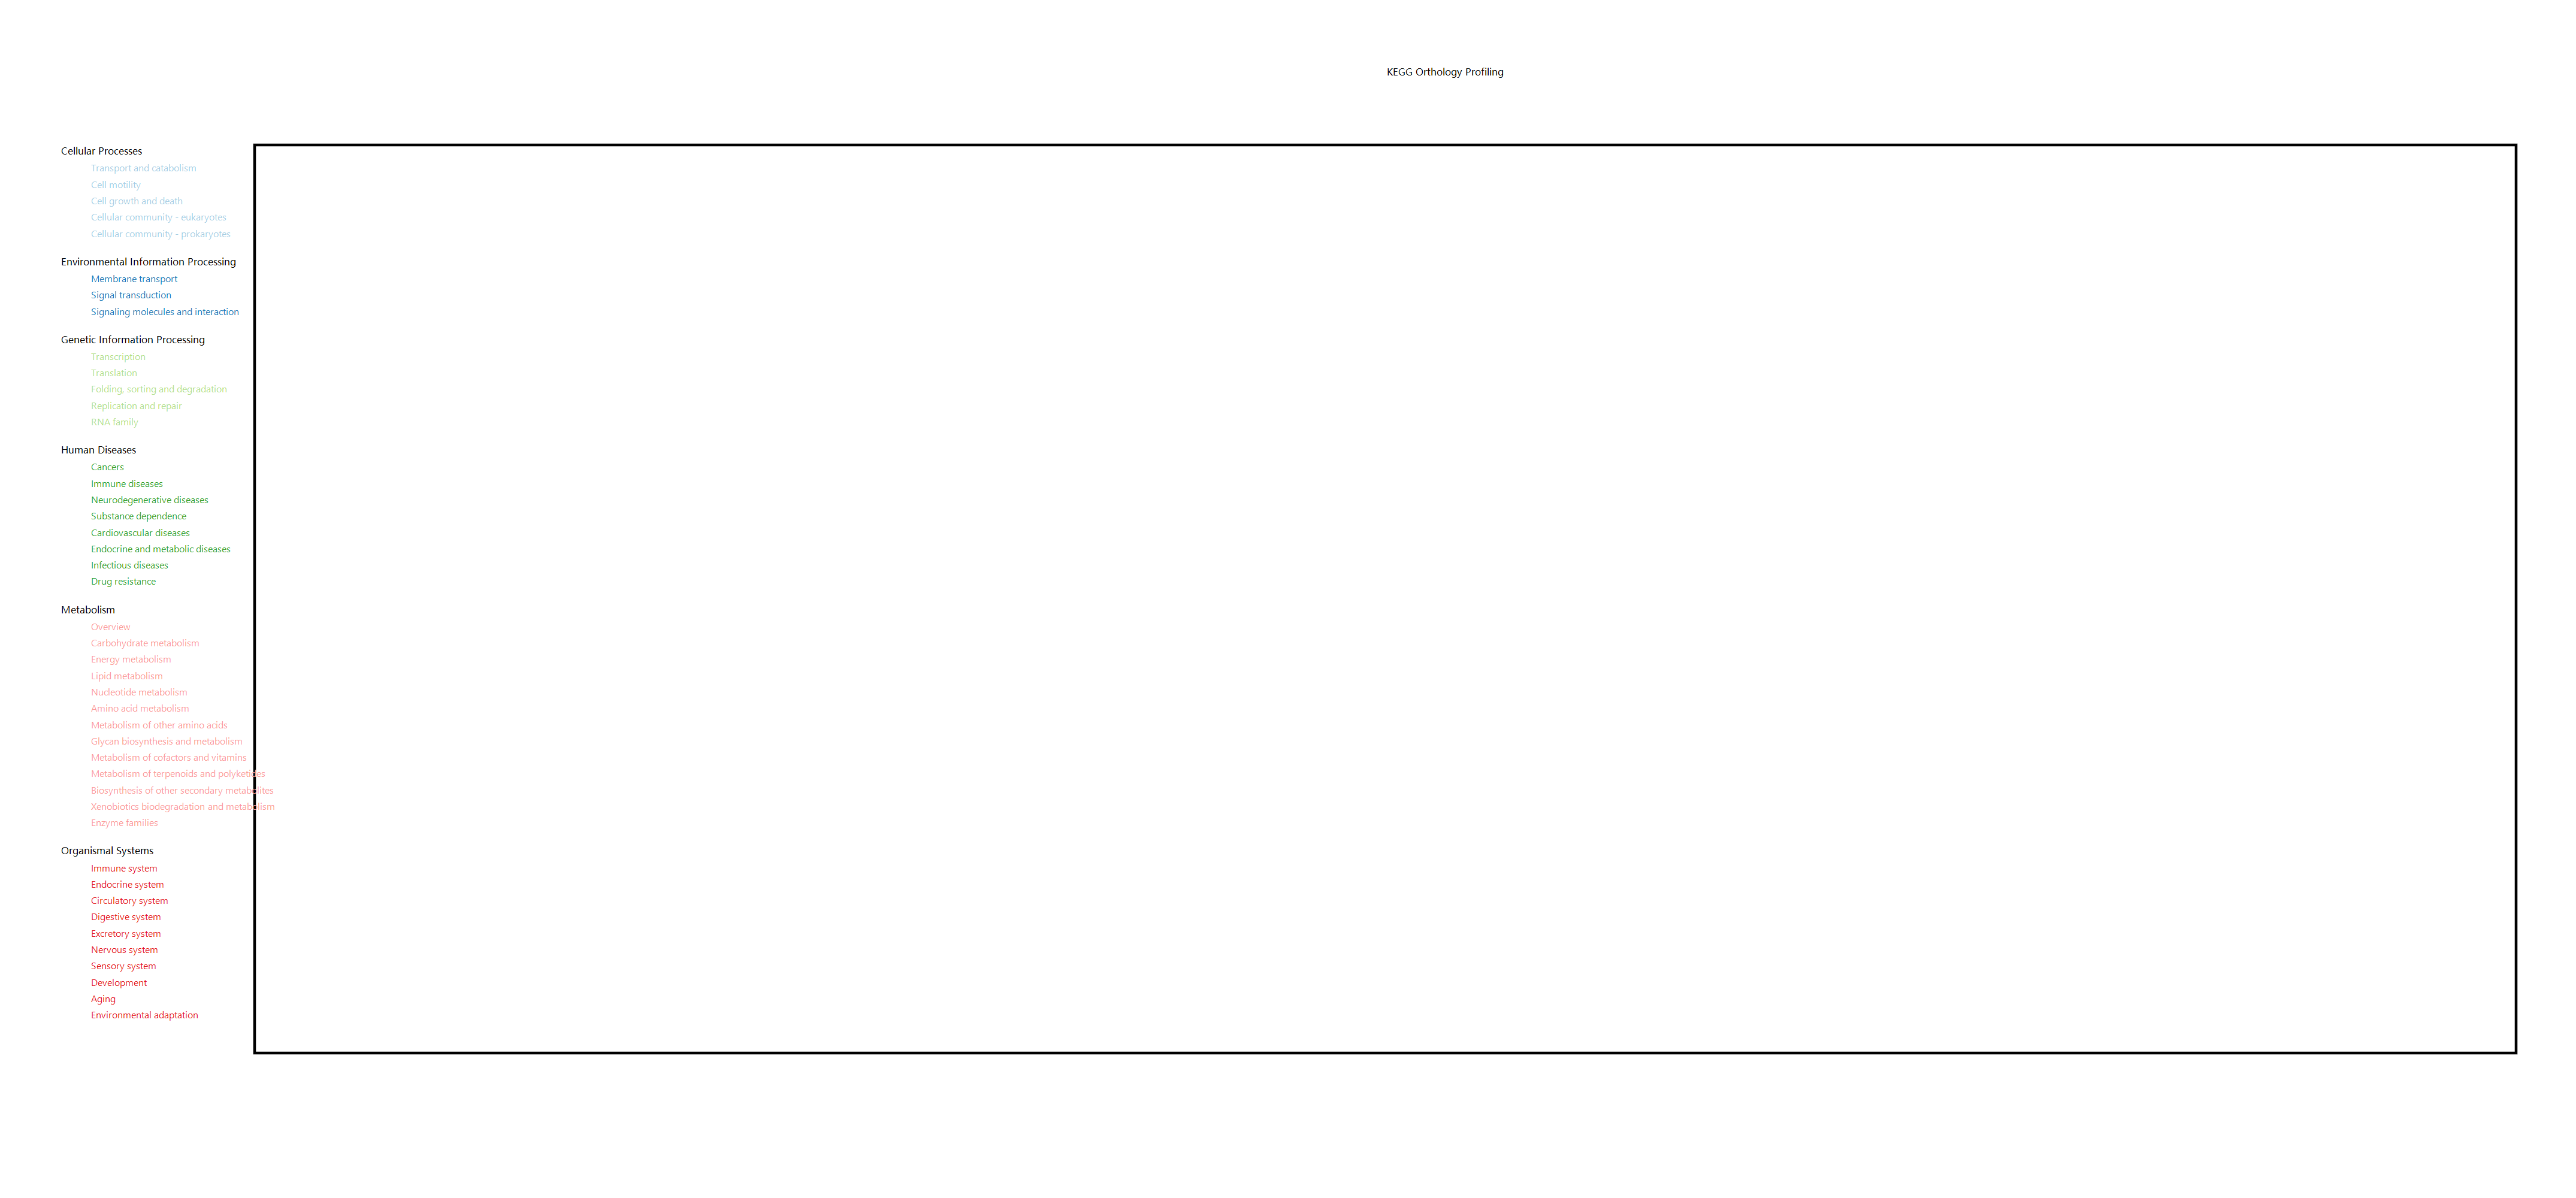 KEGG Orthology Profiling
Cellular Processes
Transport and catabolism
Cell motility
Cell growth and death
Cellular community - eukaryotes
Cellular community - prokaryotes
Environmental Information Processing
Membrane transport
Signal transduction
Signaling molecules and interaction
Genetic Information Processing
Transcription
Translation
Folding, sorting and degradation
Replication and repair
RNA family
Human Diseases
Cancers
Immune diseases
Neurodegenerative diseases
Substance dependence
Cardiovascular diseases
Endocrine and metabolic diseases
Infectious diseases
Drug resistance
Metabolism
Overview
Carbohydrate metabolism
Energy metabolism
Lipid metabolism
Nucleotide metabolism
Amino acid metabolism
Metabolism of other amino acids
Glycan biosynthesis and metabolism
Metabolism of cofactors and vitamins
Metabolism of terpenoids and polyketides
Biosynthesis of other secondary metabolites
Xenobiotics biodegradation and metabolism
Enzyme families
Organismal Systems
Immune system
Endocrine system
Circulatory system
Digestive system
Excretory system
Nervous system
Sensory system
Development
Aging
Environmental adaptation